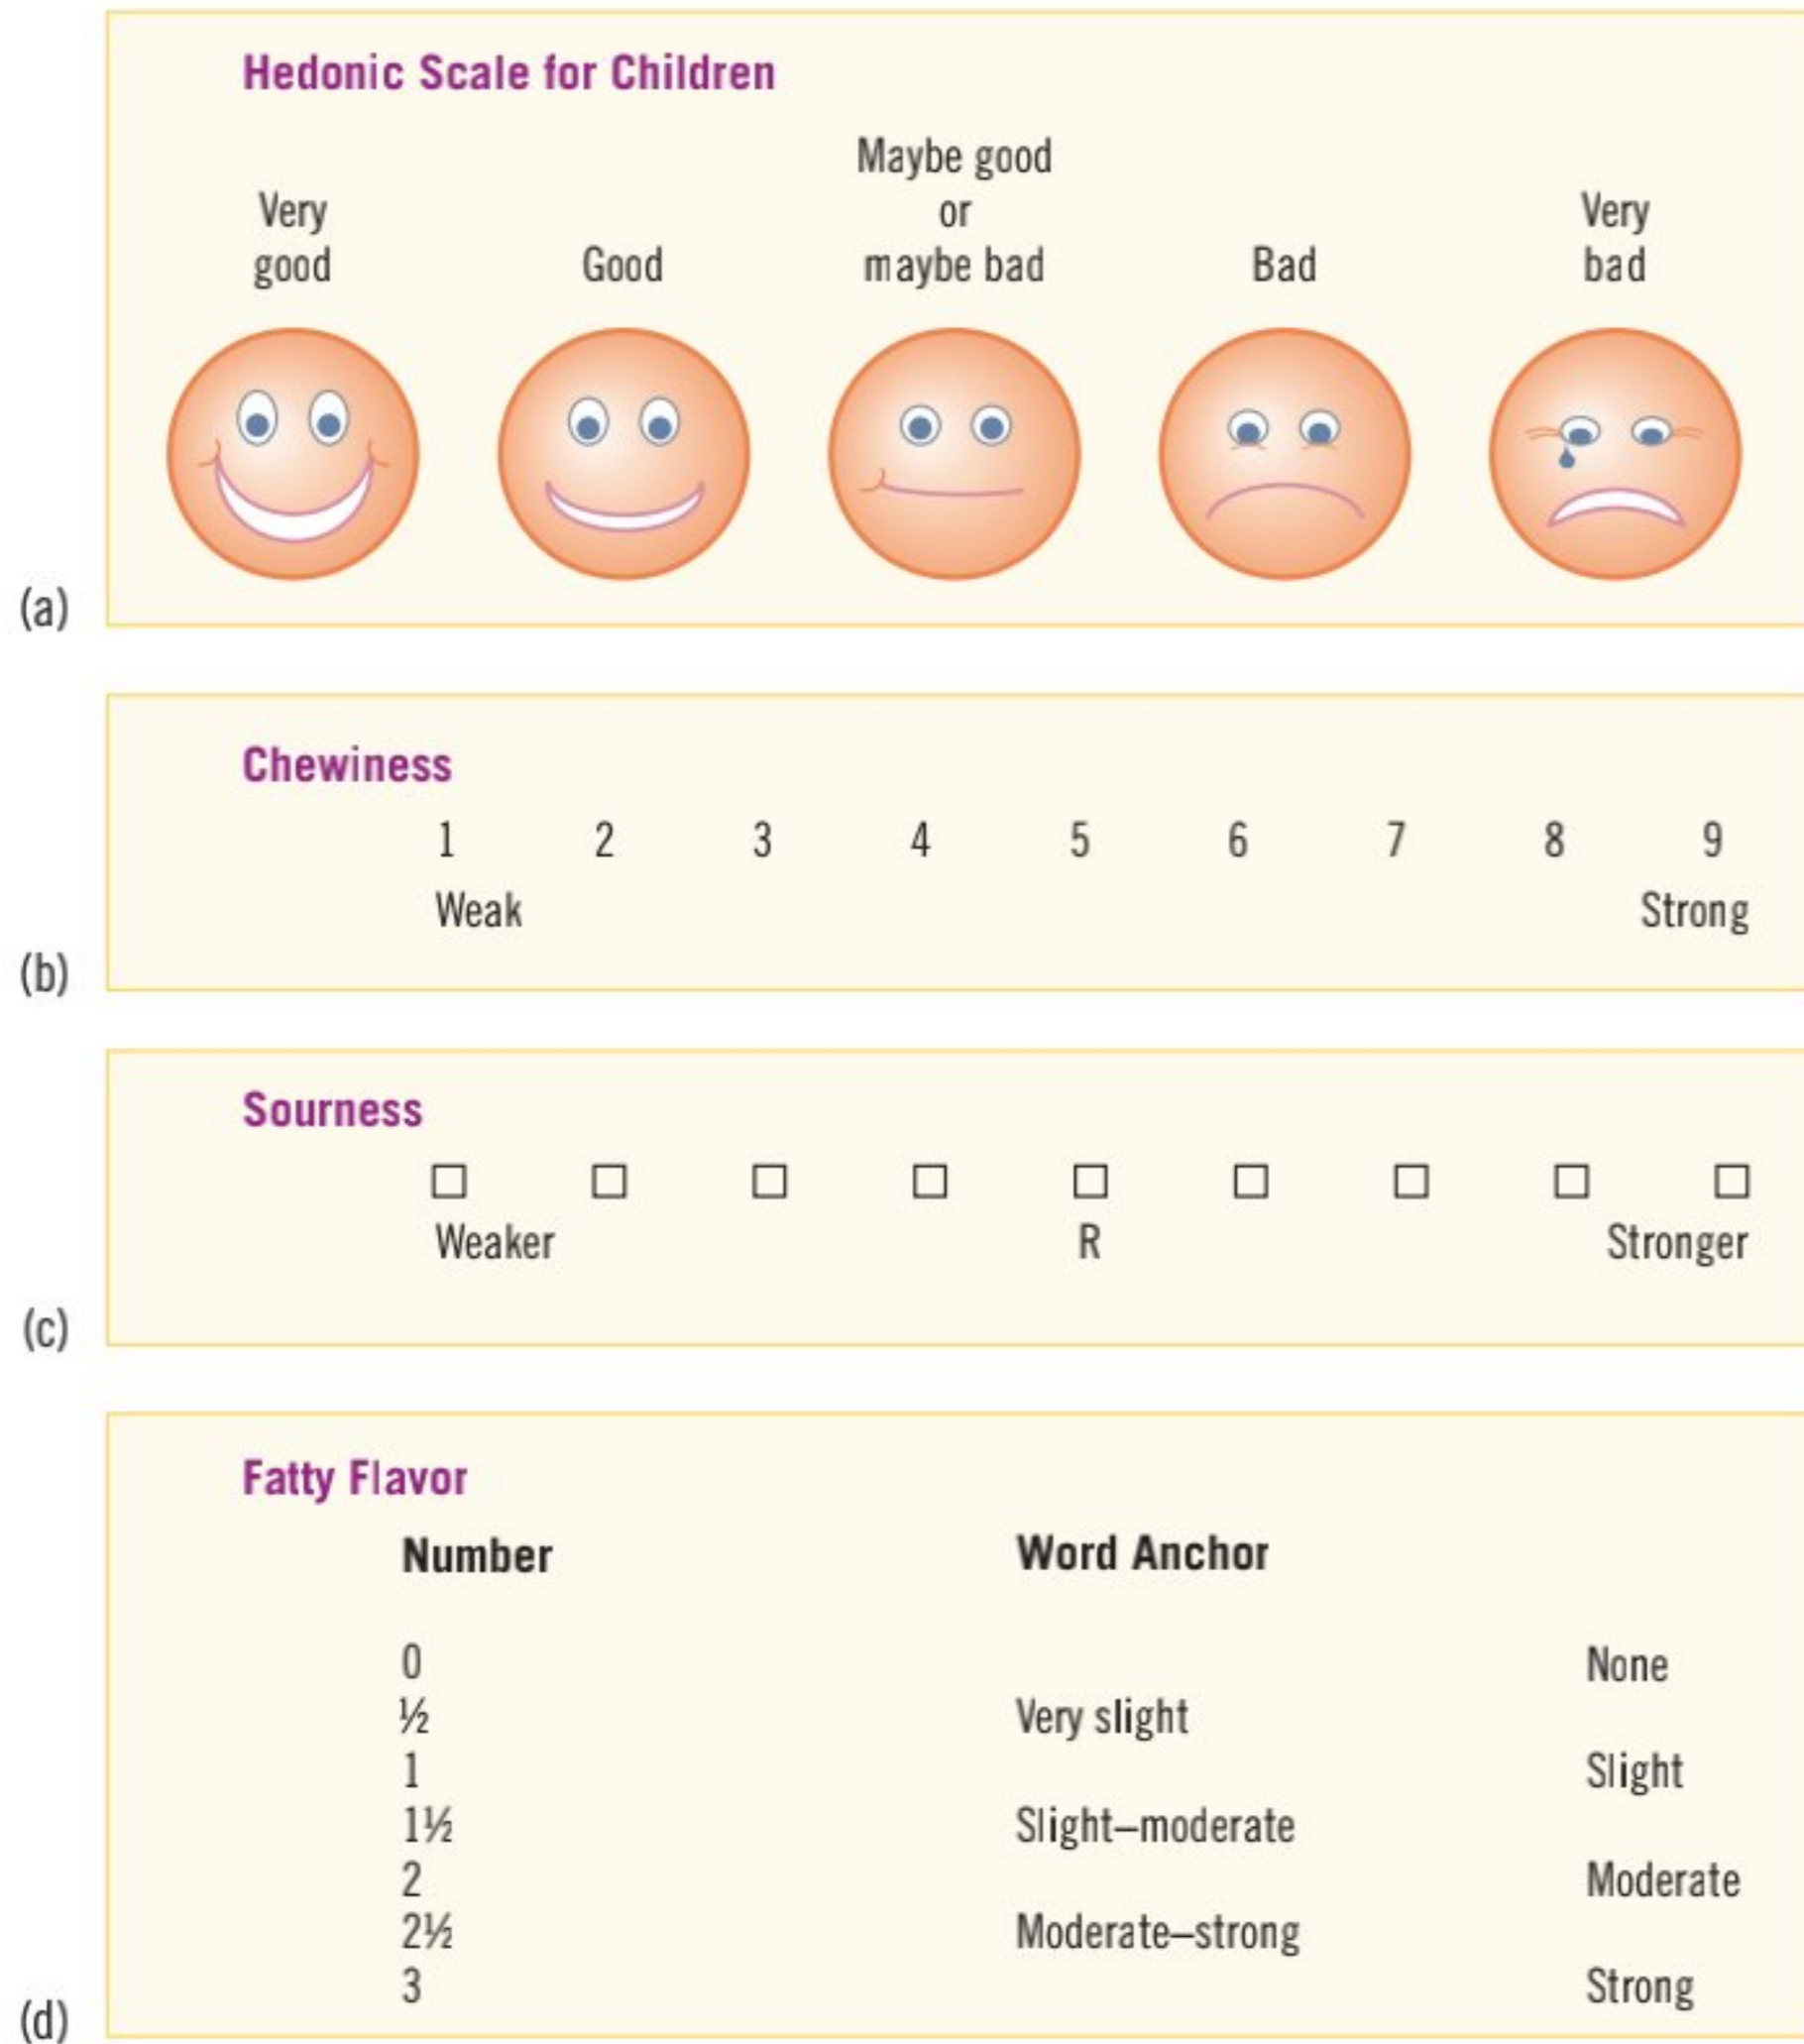 Hedonic Scale for Children
Very good
Good
Maybe good or maybe bad
Bad
Very bad
(a)
Chewiness
1 2 3 4 5 6 7 8 9
Weak Strong
(b)
Sourness
Weaker R Stronger
(c)
Fatty Flavor
Number Word Anchor
0 None
½ Very slight
1 Slight
1½ Slight–moderate
2 Moderate
2½ Moderate–strong
3 Strong
(d)